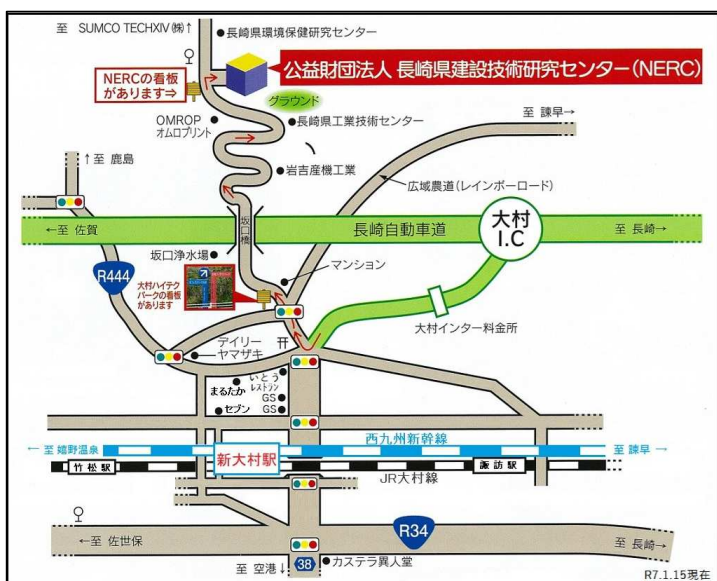 至 SUMCO TECHXIV㈱↑
長崎県環境保健研究センター
NERCの看板
があります⇒
公益財団法人 長崎県建設技術研究センター(NERC)
グラウンド
OMROP
オムロプリント
長崎県工業技術センター
至 諫早→
↑至 鹿島
岩吉産機工業
広域農道(レインボーロード)
←至 佐賀
坂口橋
長崎自動車道
大村
I.C
至 長崎→
坂口浄水場
R444
マンション
大村ハイテク
パークの看板
があります
大村インター料金所
デイリー
ヤマザキ
いとう
レストラン
まるたか
GS
セブン
GS
西九州新幹線
← 至 嬉野温泉
新大村駅
至 諫早→
竹松駅
諏訪駅
JR大村線
←至 佐世保
R34
至 長崎→
至 空港↓
38
カステラ異人堂
R7.1.15現在